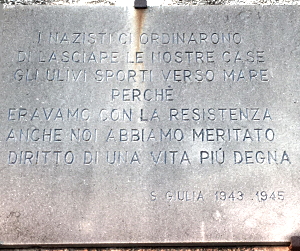 I NAZISTI CI ORDINARONO
DI LASCIARE LE NOSTRE CASE
GLI ULIVI SPORTI VERSO MARE
PERCHÉ
ERAVAMO CON LA RESISTENZA
ANCHE NOI ABBIAMO MERITATO
DIRITTO DI UNA VITA PIÚ DEGNA
S. GIULIA 1943.1945